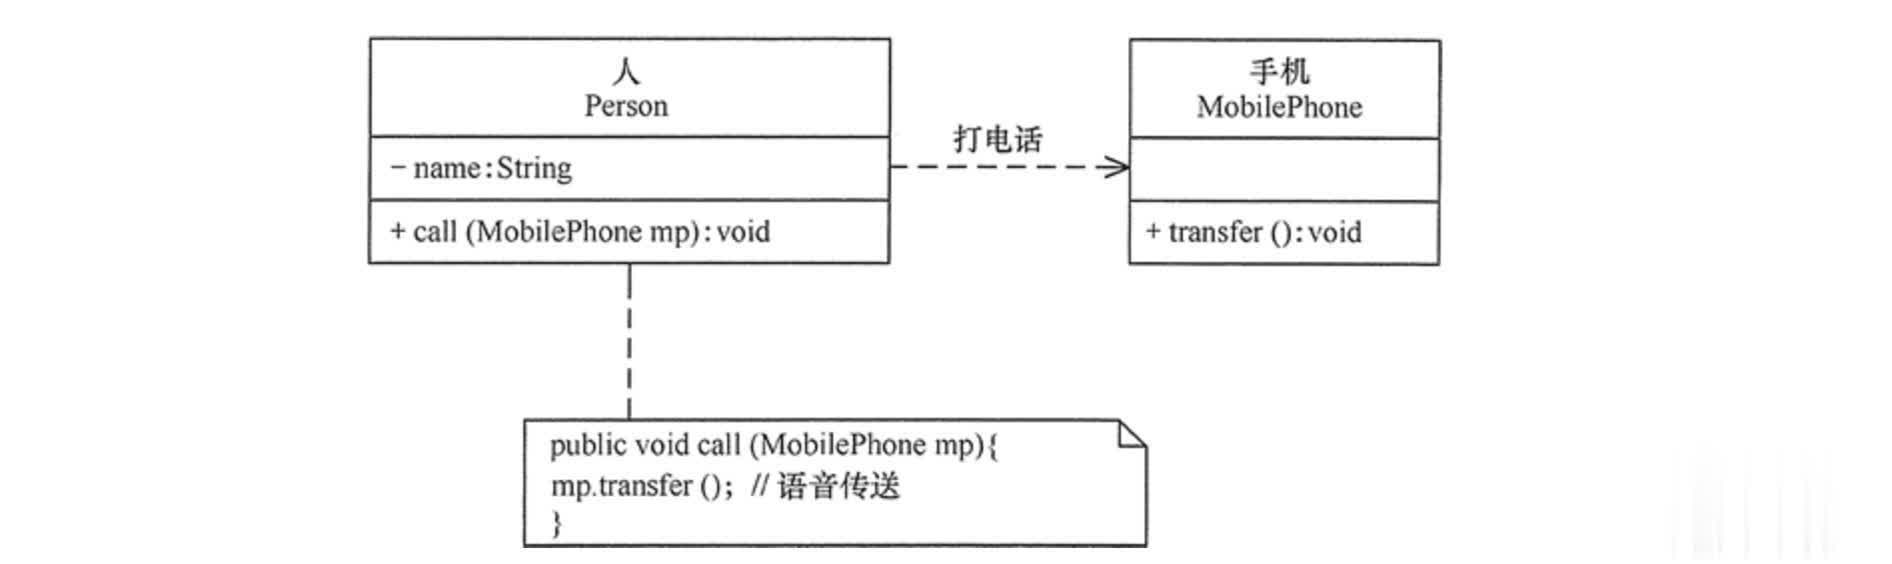 人
Person
- name:String
+ call (MobilePhone mp):void
打电话
手机
MobilePhone
+ transfer ():void
public void call (MobilePhone mp){
mp.transfer (); // 语音传送
}